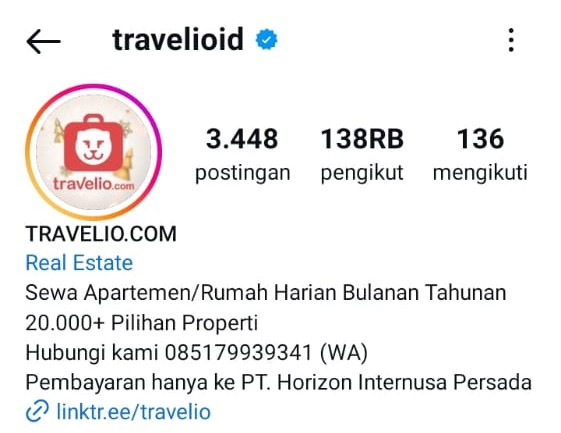 travelioid
travelio.com
3.448 138RB 136
postingan pengikut mengikuti
TRAVELIO.COM
Real Estate
Sewa Apartemen/Rumah Harian Bulanan Tahunan
20.000+ Pilihan Properti
Hubungi kami 085179939341 (WA)
Pembayaran hanya ke PT. Horizon Internusa Persada
linktr.ee/travelio